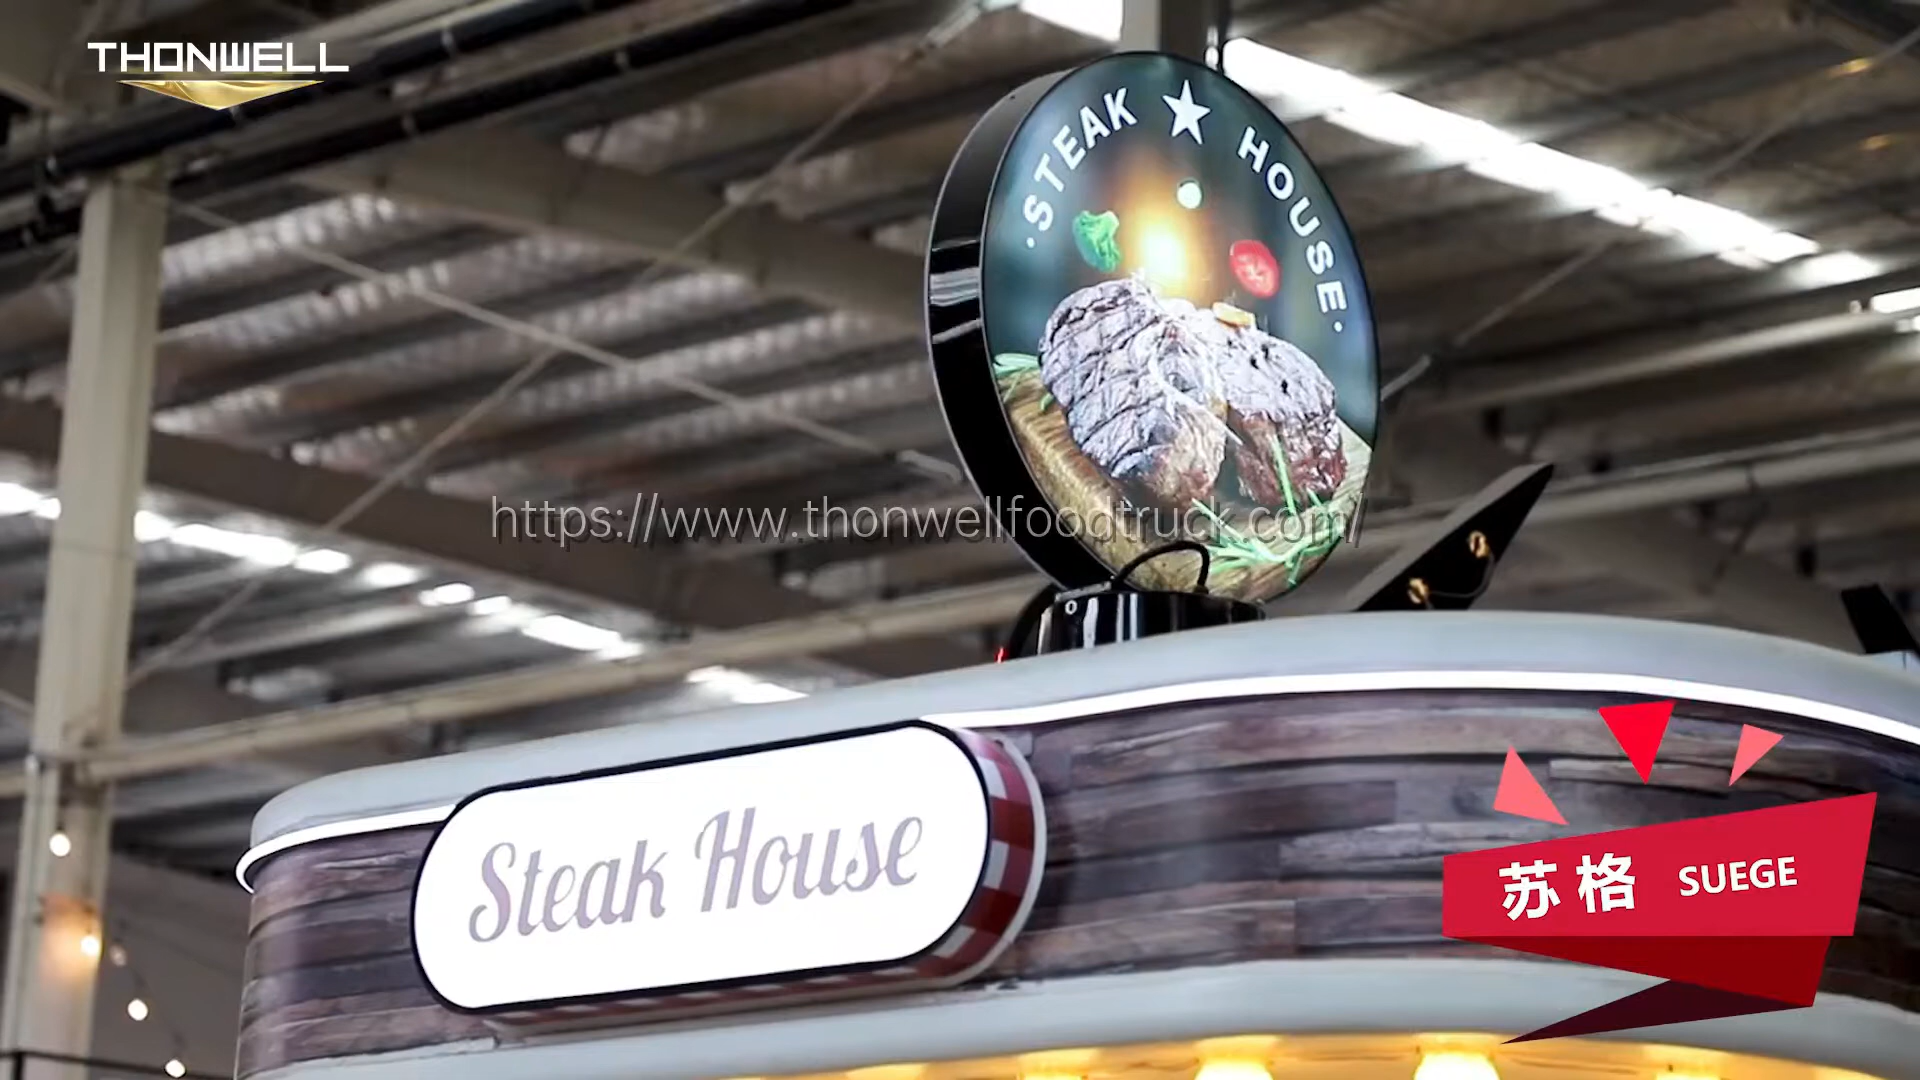 THONWELL
·STEAK ★ HOUSE·
https://www.thonwellfoodtruck.com/
Steak House
苏格 SUEGE